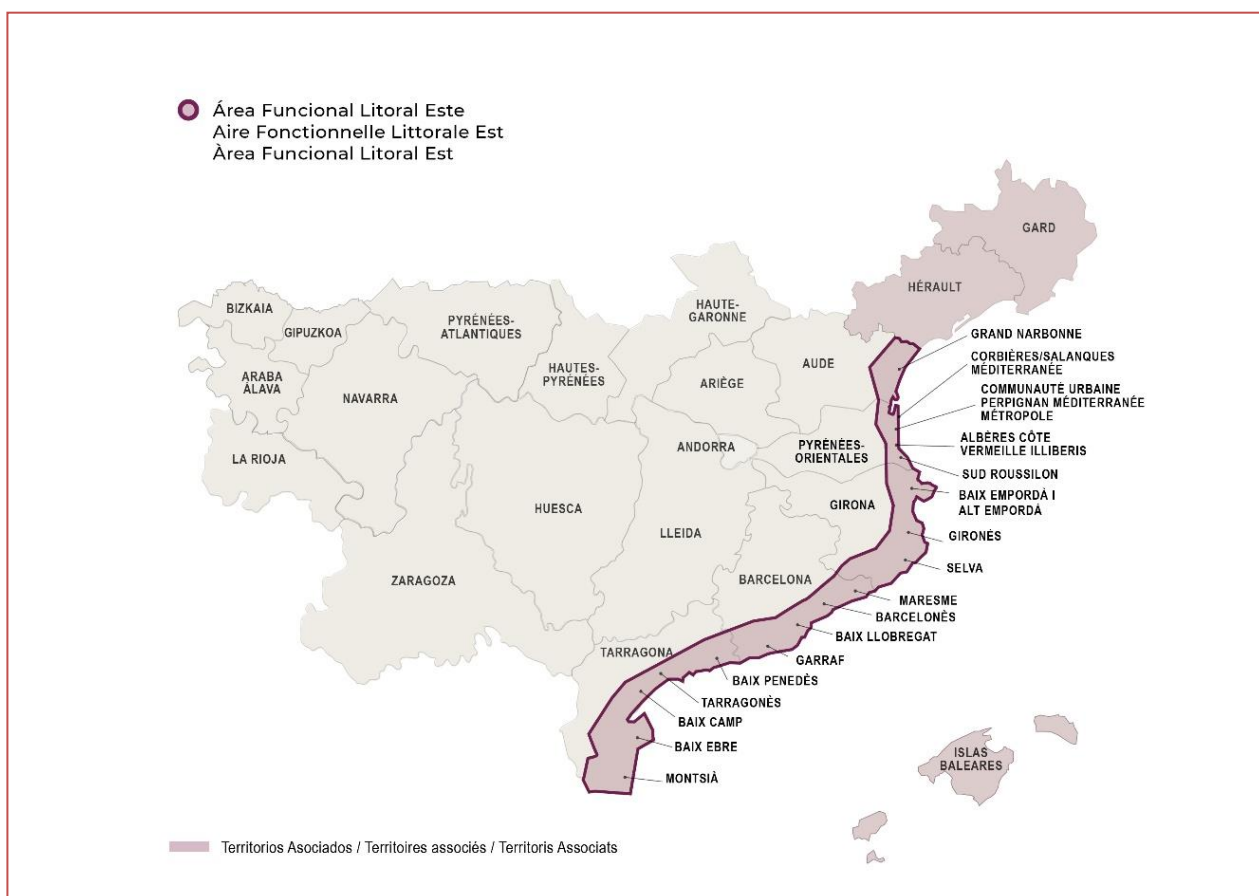 Área Funcional Litoral Este
Aire Fonctionnelle Littorale Est
Àrea Funcional Litoral Est
GARD
HÉRAULT
HAUTE-
GARONNE
BIZKAIA
GIPUZKOA
PYRÉNÉES-
ATLANTIQUES
GRAND NARBONNE
AUDE
CORBIÈRES/SALANQUES
MÉDITERRANÉE
HAUTES-
PYRÉNÉES
ARABA
ÁLAVA
NAVARRA
ARIÈGE
COMMUNAUTÉ URBAINE
PERPIGNAN MÉDITERRANÉE
MÉTROPOLE
ANDORRA
PYRÉNÉES-
ORIENTALES
ALBÈRES CÔTE
VERMEILLE ILLIBERIS
LA RIOJA
SUD ROUSSILON
BAIX EMPORDÀ I
ALT EMPORDÀ
HUESCA
GIRONA
LLEIDA
GIRONÈS
SELVA
ZARAGOZA
BARCELONA
MARESME
BARCELONÈS
BAIX LLOBREGAT
TARRAGONA
GARRAF
BAIX PENEDÈS
TARRAGONÈS
BAIX CAMP
BAIX EBRE
ISLAS
BALEARES
MONTSIÀ
Territorios Asociados / Territoires associés / Territoris Associats